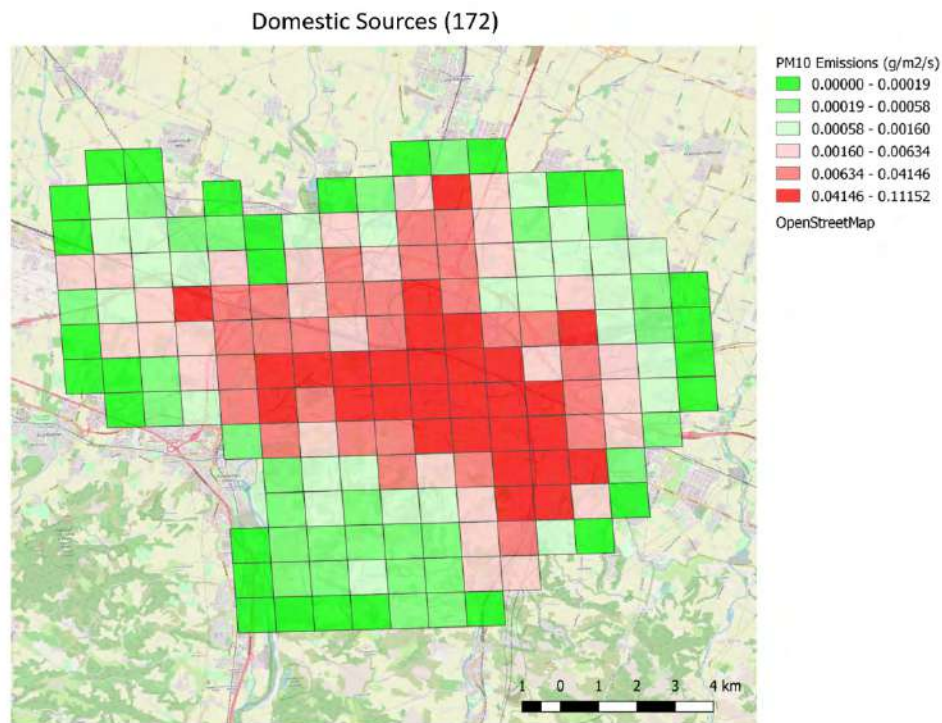 Domestic Sources (172)
PM10 Emissions (g/m2/s)
0.00000 - 0.00019
0.00019 - 0.00058
0.00058 - 0.00160
0.00160 - 0.00634
0.00634 - 0.04146
0.04146 - 0.11152
OpenStreetMap
1 0 1 2 3 4 km